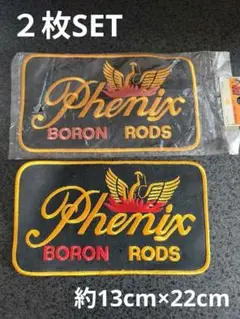 ２枚SET
Phenix
BORON RODS
Phenix
BORON RODS
約13cm×22cm